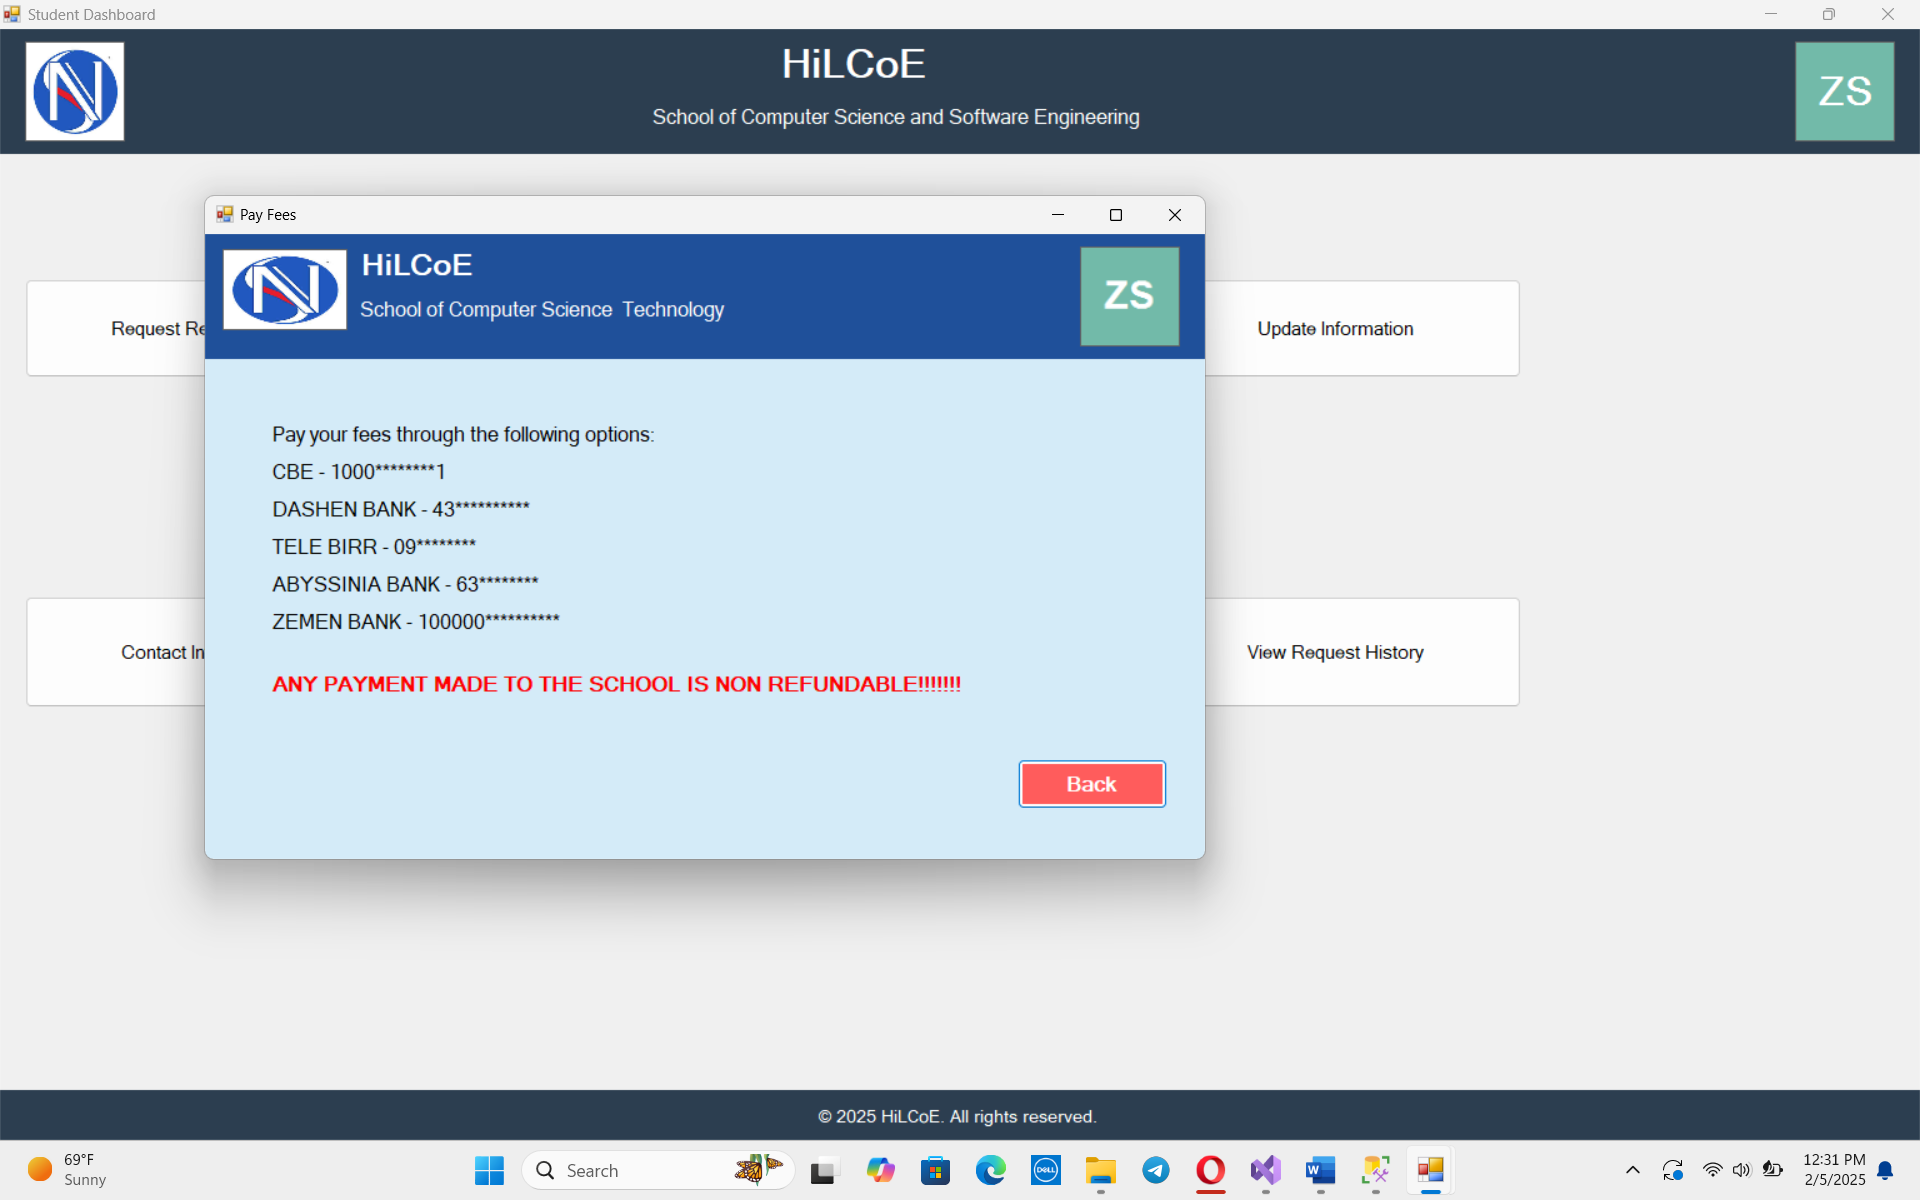 Student Dashboard
HiLCoE
School of Computer Science and Software Engineering
ZS
Pay Fees
HiLCoE
School of Computer Science  Technology
ZS
Request Re
Update Information
Pay your fees through the following options:
CBE - 1000********1
DASHEN BANK - 43**********
TELE BIRR - 09********
ABYSSINIA BANK - 63********
ZEMEN BANK - 100000**********
Contact In
View Request History
ANY PAYMENT MADE TO THE SCHOOL IS NON REFUNDABLE!!!!!!!
Back
© 2025 HiLCoE. All rights reserved.
69°F
Sunny
Search
DELL
W
12:31 PM
2/5/2025